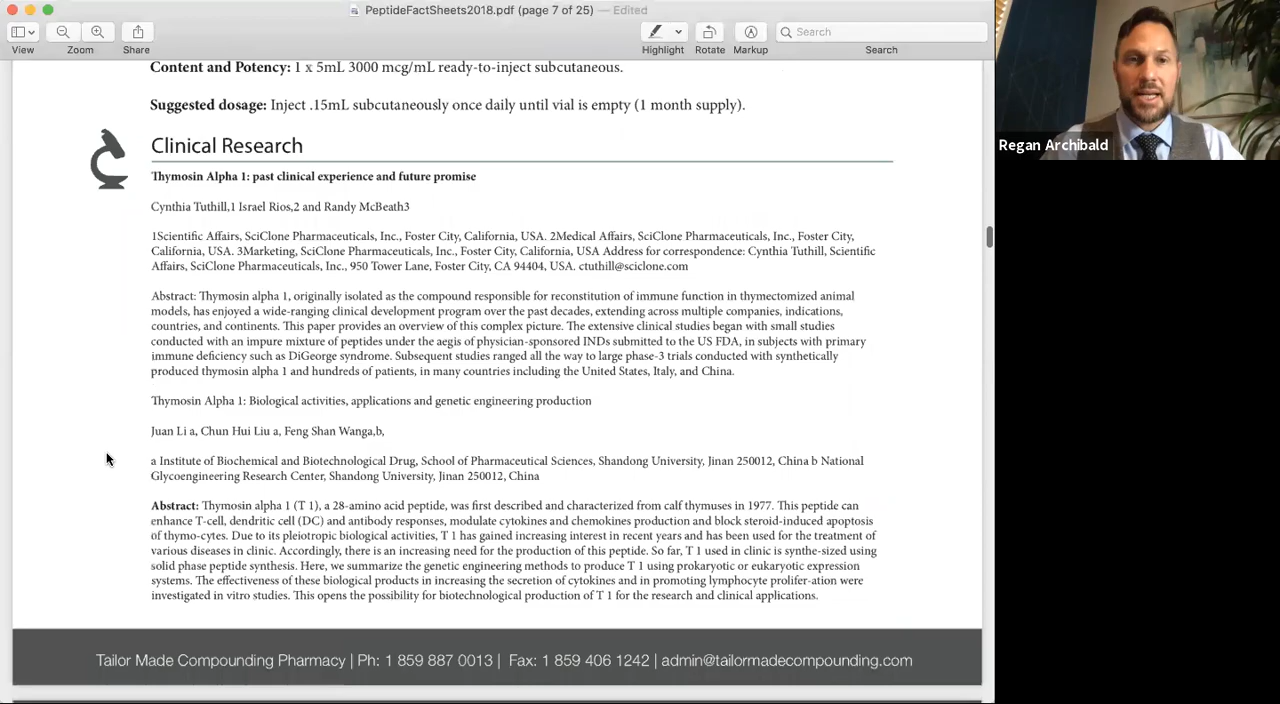 PeptideFactSheets2018.pdf (page 7 of 25) — Edited
View
Zoom
Share
Highlight
Rotate
Markup
Search
Search
Content and Potency: 1 x 5mL 3000 mcg/mL ready-to-inject subcutaneous.
Suggested dosage: Inject .15mL subcutaneously once daily until vial is empty (1 month supply).
Clinical Research
Thymosin Alpha 1: past clinical experience and future promise
Cynthia Tuthill,1 Israel Rios,2 and Randy McBeath3
1Scientific Affairs, SciClone Pharmaceuticals, Inc., Foster City, California, USA. 2Medical Affairs, SciClone Pharmaceuticals, Inc., Foster City,
California, USA. 3Marketing, SciClone Pharmaceuticals, Inc., Foster City, California, USA Address for correspondence: Cynthia Tuthill, Scientific
Affairs, SciClone Pharmaceuticals, Inc., 950 Tower Lane, Foster City, CA 94404, USA. ctuthill@sciclone.com
Abstract: Thymosin alpha 1, originally isolated as the compound responsible for reconstitution of immune function in thymectomized animal
models, has enjoyed a wide-ranging clinical development program over the past decades, extending across multiple companies, indications,
countries, and continents. This paper provides an overview of this complex picture. The extensive clinical studies began with small studies
conducted with an impure mixture of peptides under the aegis of physician-sponsored INDs submitted to the US FDA, in subjects with primary
immune deficiency such as DiGeorge syndrome. Subsequent studies ranged all the way to large phase-3 trials conducted with synthetically
produced thymosin alpha 1 and hundreds of patients, in many countries including the United States, Italy, and China.
Thymosin Alpha 1: Biological activities, applications and genetic engineering production
Juan Li a, Chun Hui Liu a, Feng Shan Wanga,b,
a Institute of Biochemical and Biotechnological Drug, School of Pharmaceutical Sciences, Shandong University, Jinan 250012, China b National
Glycoengineering Research Center, Shandong University, Jinan 250012, China
Abstract: Thymosin alpha 1 (T 1), a 28-amino acid peptide, was first described and characterized from calf thymuses in 1977. This peptide can
enhance T-cell, dendritic cell (DC) and antibody responses, modulate cytokines and chemokines production and block steroid-induced apoptosis
of thymo-cytes. Due to its pleiotropic biological activities, T 1 has gained increasing interest in recent years and has been used for the treatment of
various diseases in clinic. Accordingly, there is an increasing need for the production of this peptide. So far, T 1 used in clinic is synthe-sized using
solid phase peptide synthesis. Here, we summarize the genetic engineering methods to produce T 1 using prokaryotic or eukaryotic expression
systems. The effectiveness of these biological products in increasing the secretion of cytokines and in promoting lymphocyte prolifer-ation were
investigated in vitro studies. This opens the possibility for biotechnological production of T 1 for the research and clinical applications.
Tailor Made Compounding Pharmacy | Ph: 1 859 887 0013 | Fax: 1 859 406 1242 | admin@tailormadecompounding.com
Regan Archibald